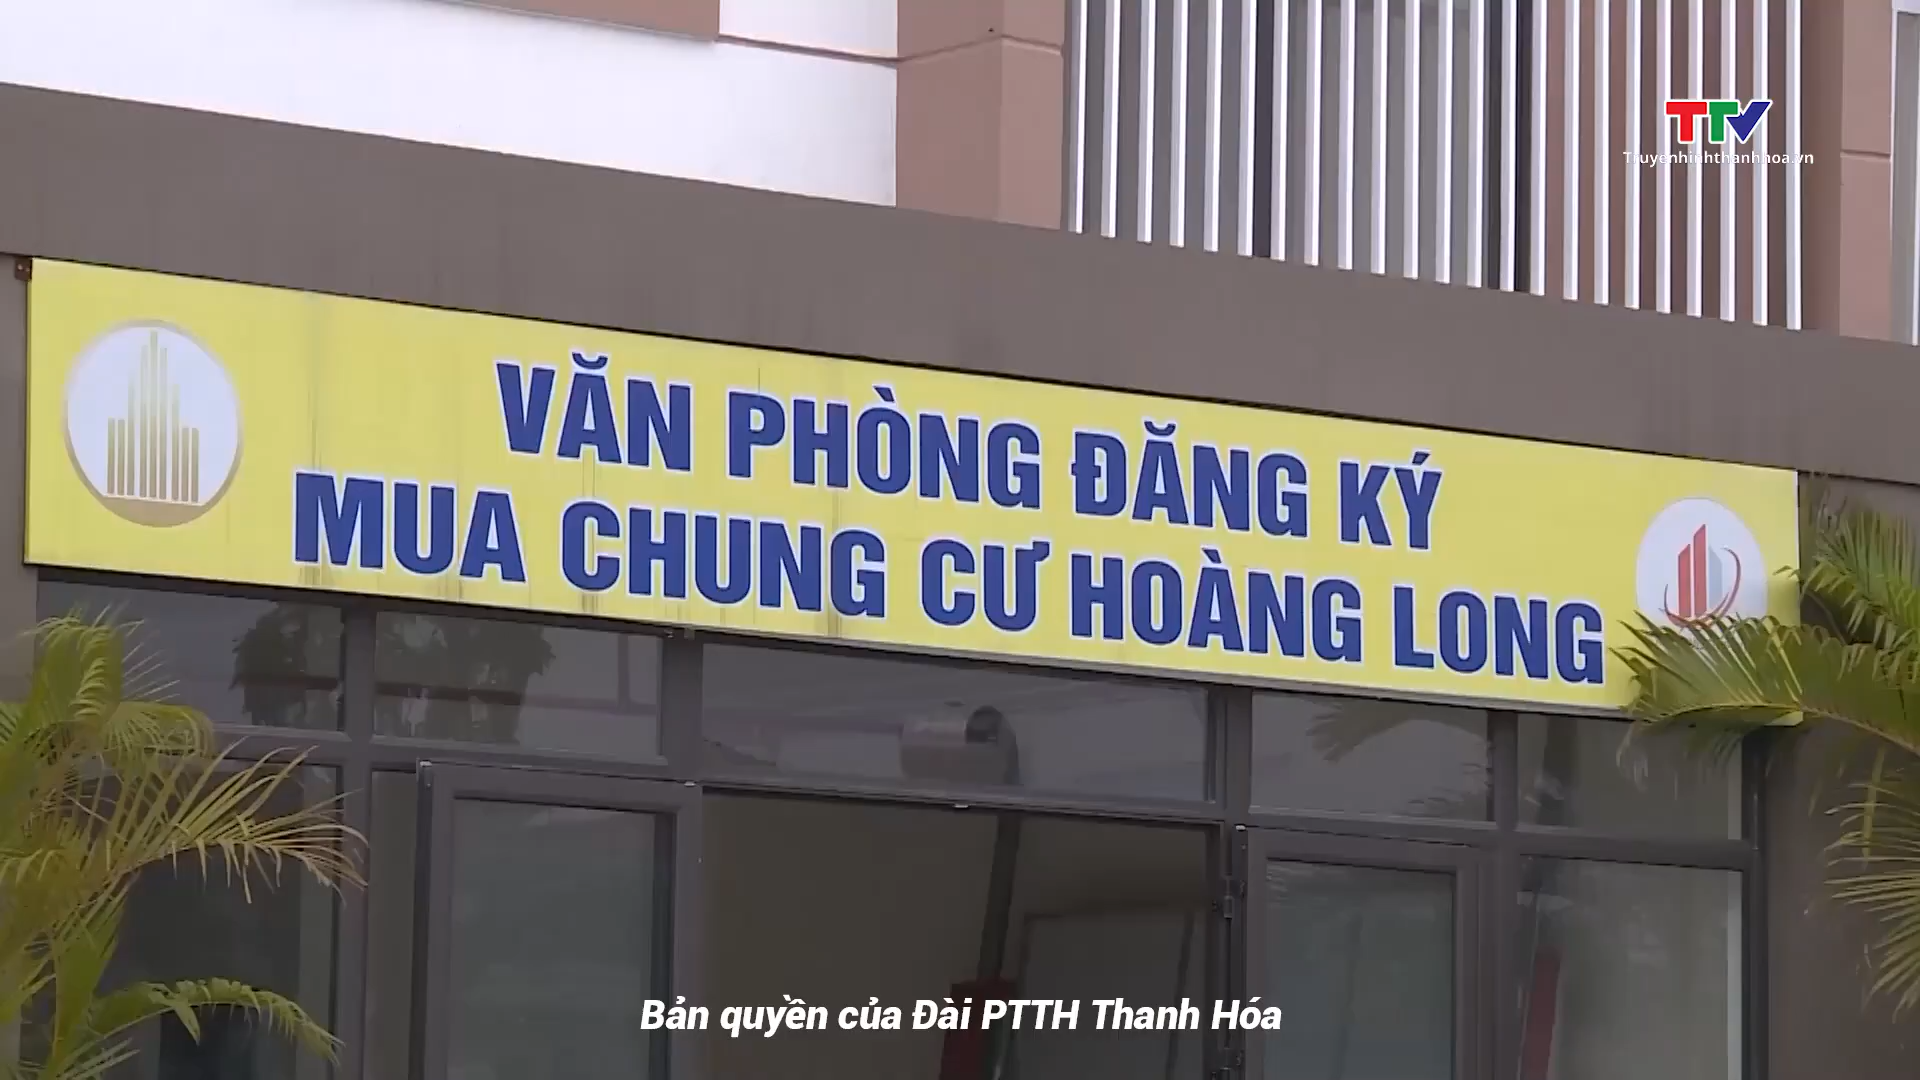 TTV
Truyenhinhthanhhoa.vn
VĂN PHÒNG ĐĂNG KÝ
MUA CHUNG CƯ HOÀNG LONG
Bản quyền của Đài PTTH Thanh Hóa